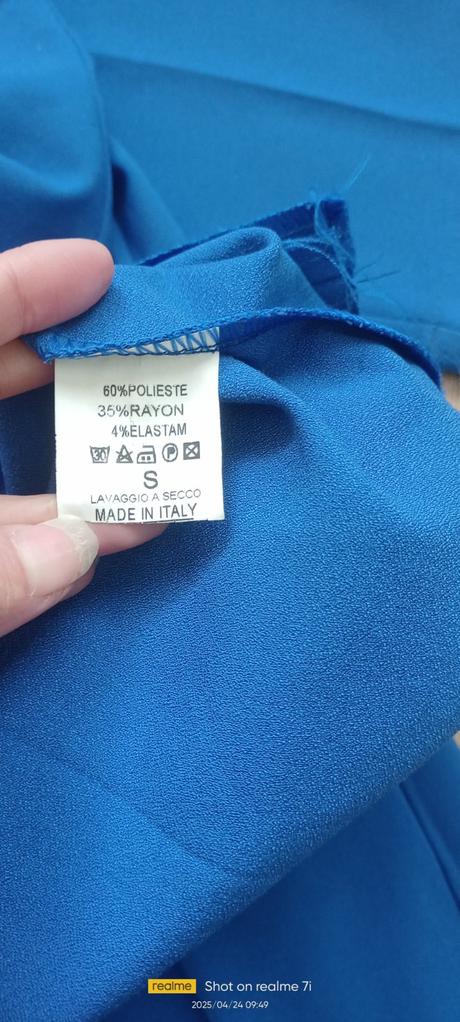 60%POLIESTE
35%RAYON
4%ELASTAM
30 P
S
LAVAGGIO A SECCO
MADE IN ITALY
realme Shot on realme 7i
2025/04/24 09:49